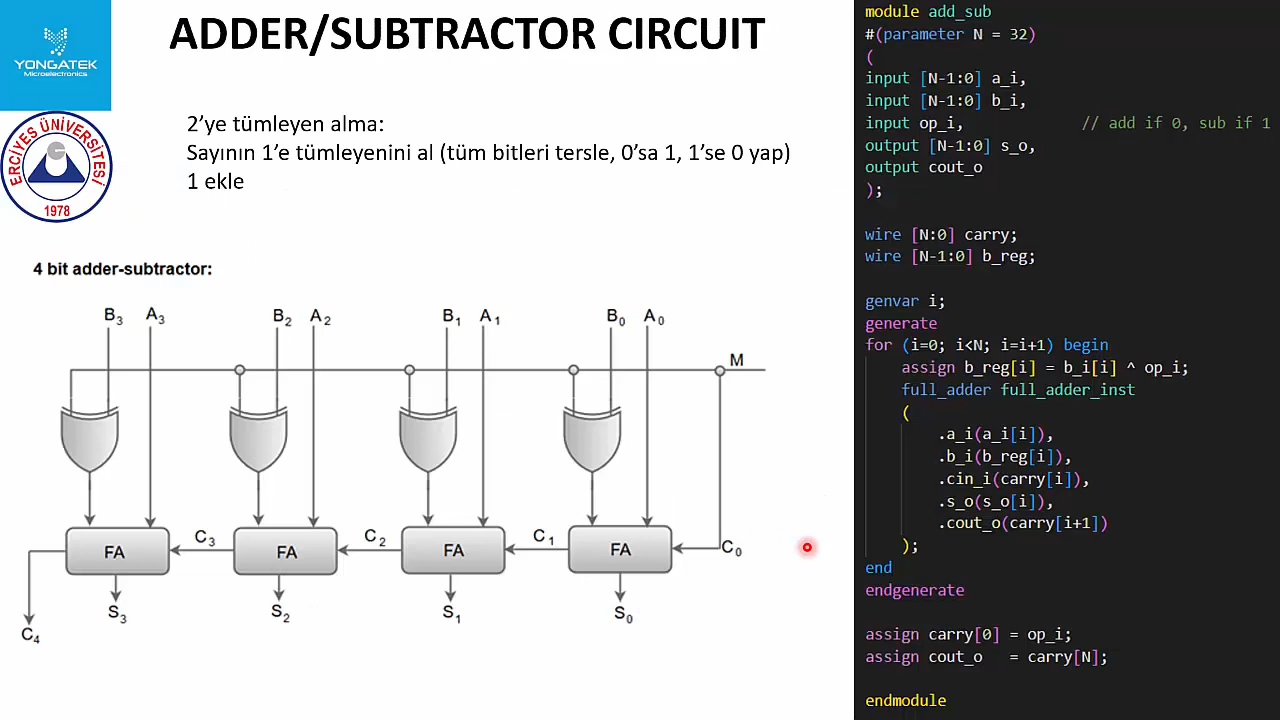 YONGATEK
Microelectronics
ERCİYES ÜNİVERSİTESİ
1978
ADDER/SUBTRACTOR CIRCUIT
2’ye tümleyen alma:
Sayının 1’e tümleyenini al (tüm bitleri tersle, 0’sa 1, 1’se 0 yap)
1 ekle
4 bit adder-subtractor:
B3 A3 B2 A2 B1 A1 B0 A0
M
FA C3 FA C2 FA C1 FA C0
S3 S2 S1 S0
C4
module add_sub
#(parameter N = 32)
(
input [N-1:0] a_i,
input [N-1:0] b_i,
input op_i, // add if 0, sub if 1
output [N-1:0] s_o,
output cout_o
);
wire [N:0] carry;
wire [N-1:0] b_reg;
genvar i;
generate
for (i=0; i<N; i=i+1) begin
assign b_reg[i] = b_i[i] ^ op_i;
full_adder full_adder_inst
(
.a_i(a_i[i]),
.b_i(b_reg[i]),
.cin_i(carry[i]),
.s_o(s_o[i]),
.cout_o(carry[i+1])
);
end
endgenerate
assign carry[0] = op_i;
assign cout_o = carry[N];
endmodule